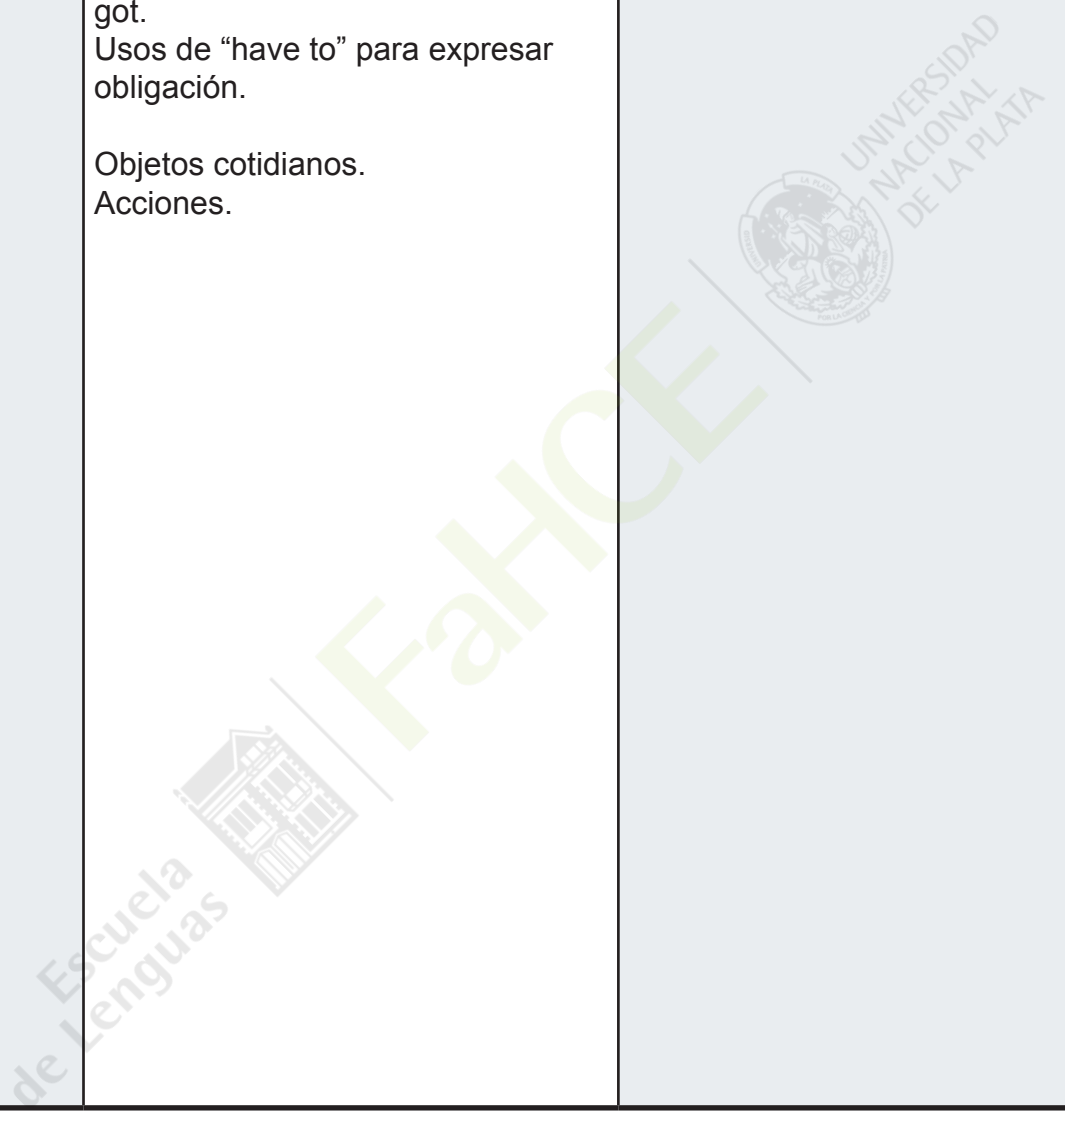 got.
Usos de “have to” para expresar
obligación.
Objetos cotidianos.
Acciones.
UNIVERSIDAD
NACIONAL
DE LA PLATA
FaHCE
Escuela
de Lenguas